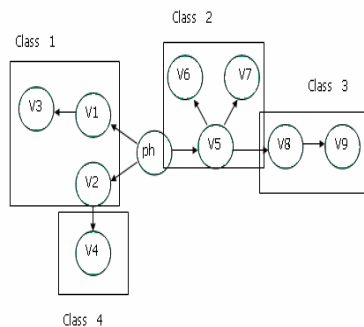 Class 2
Class 1
V6
V7
Class 3
V3
V1
ph
V5
V8
V9
V2
V4
Class 4